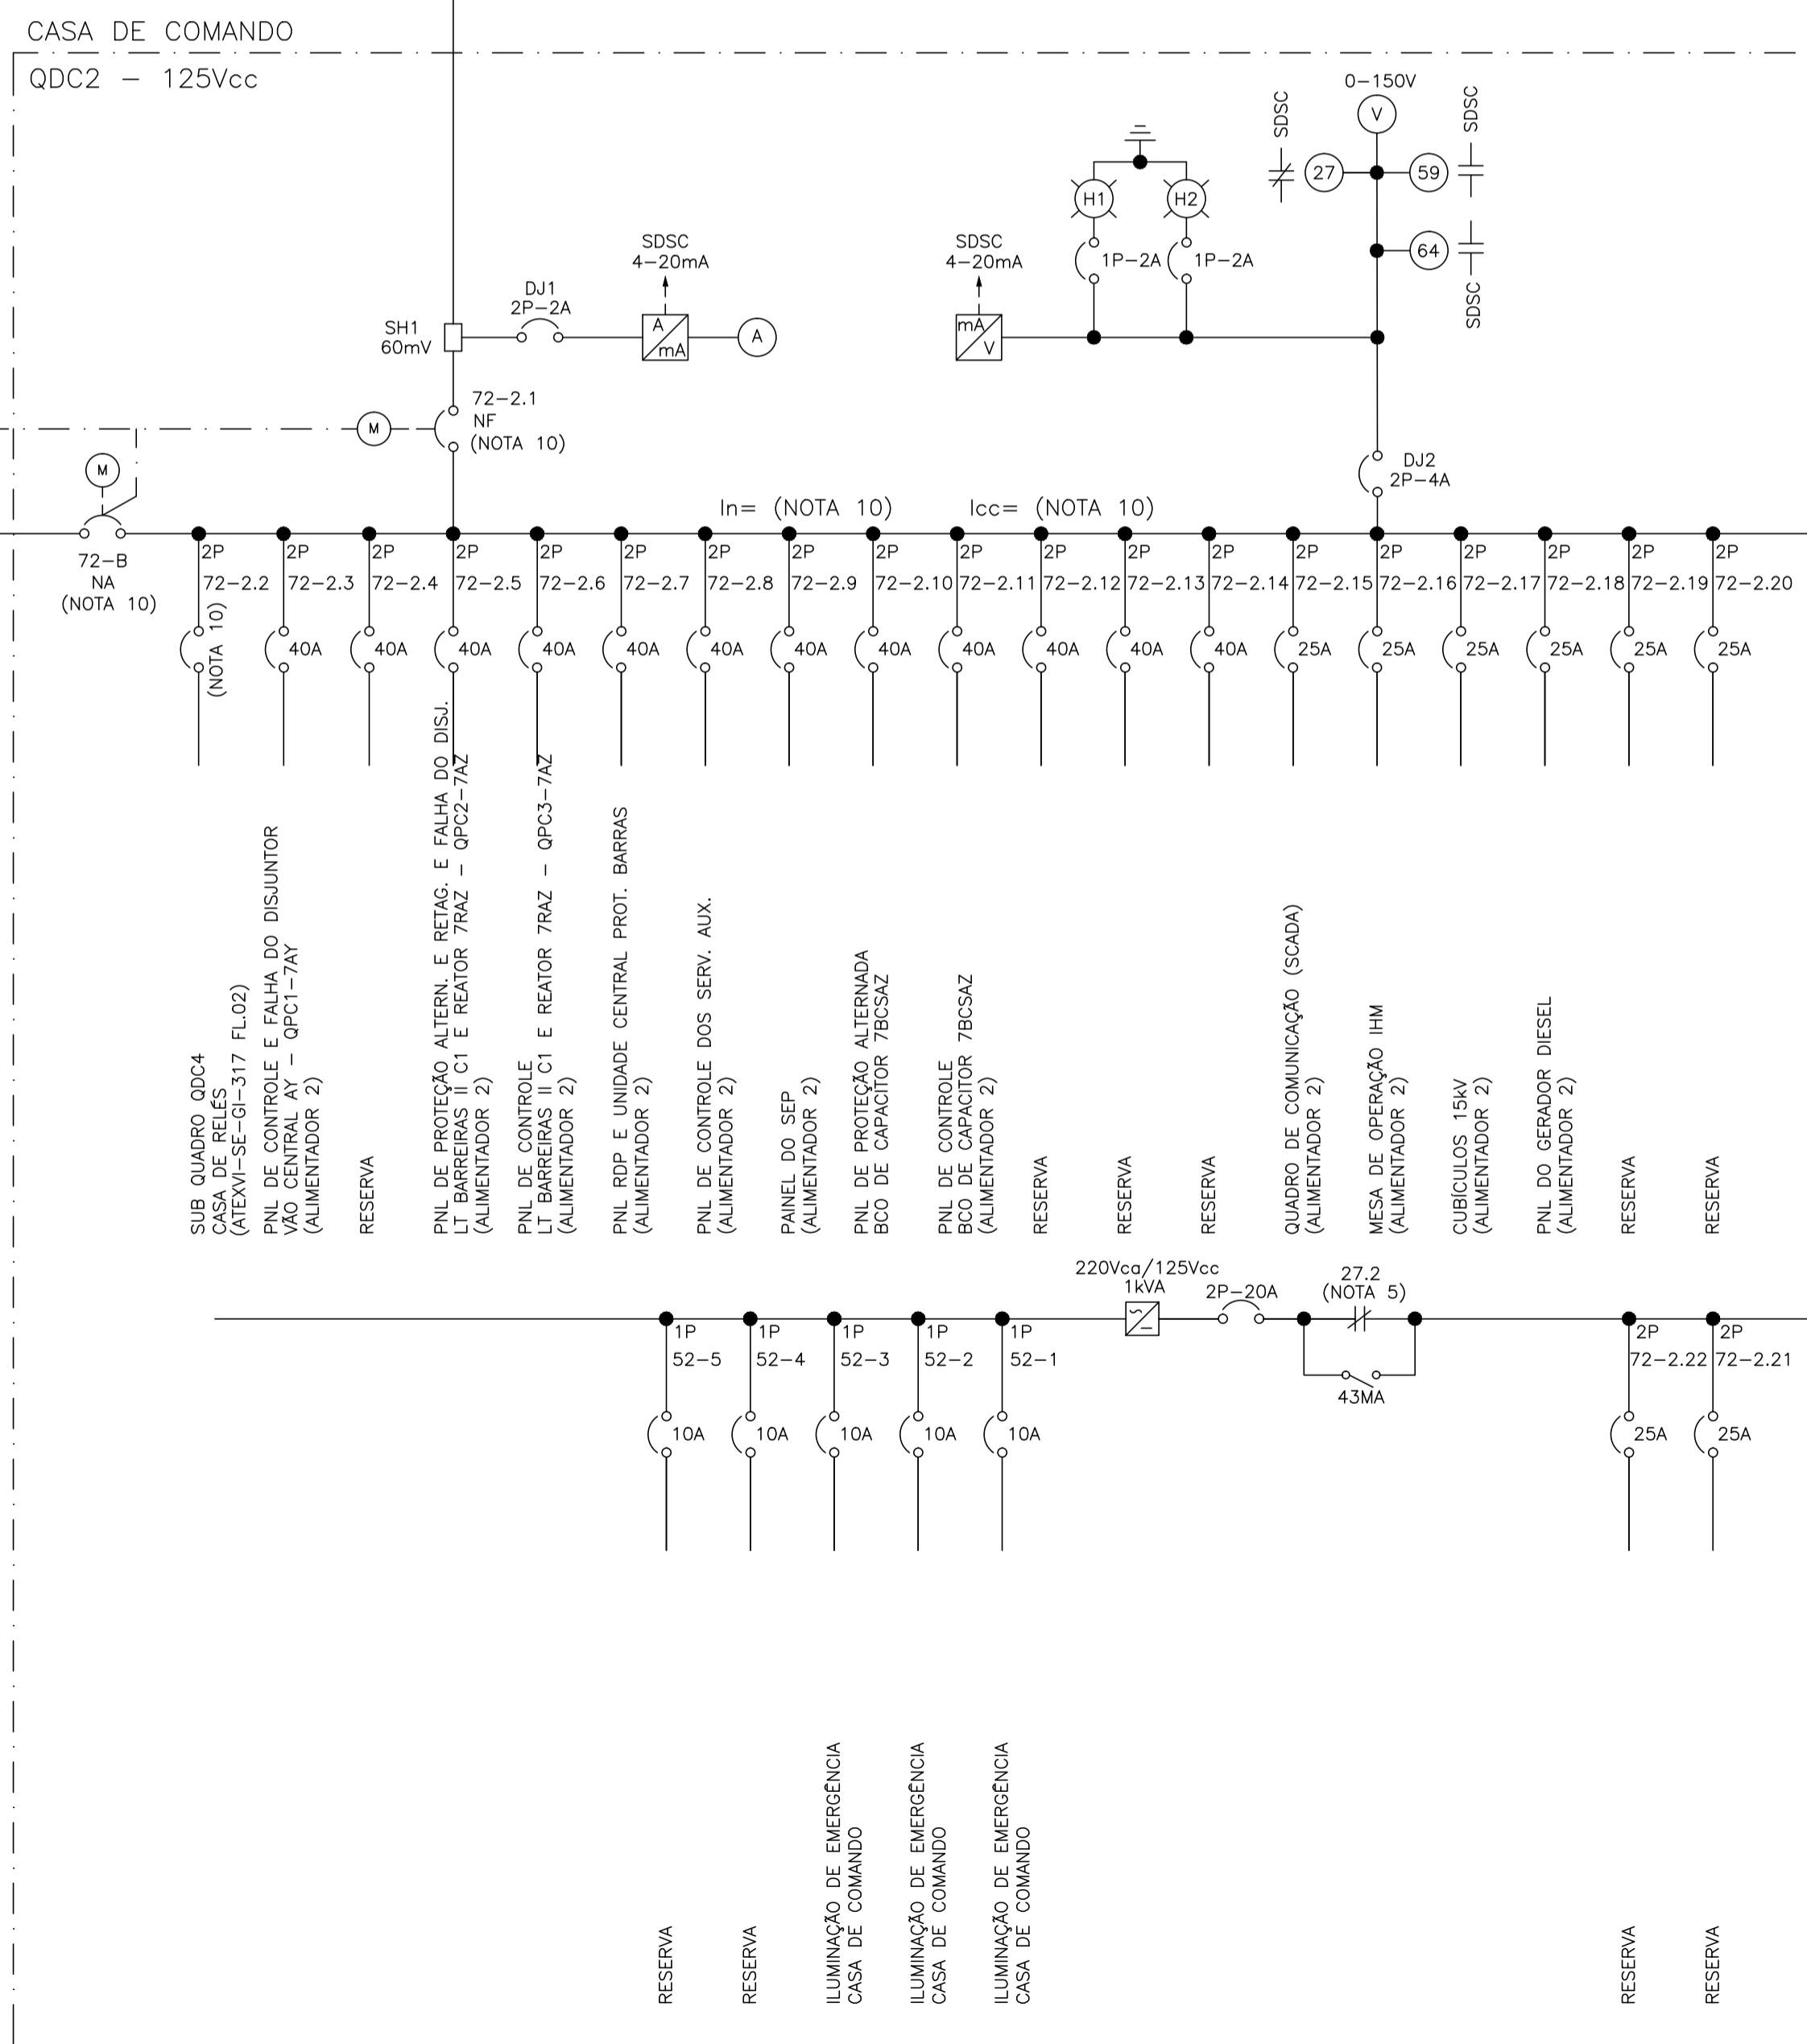 CASA DE COMANDO
QDC2 - 125Vcc
0-150V
V
SDSC
27
59
SDSC
64
SDSC
H1
H2
1P-2A
1P-2A
SDSC
4-20mA
SDSC
4-20mA
DJ1
2P-2A
SH1
60mV
A
mA
A
mA
V
72-2.1
NF
(NOTA 10)
M
M
DJ2
2P-4A
In= (NOTA 10)
Icc= (NOTA 10)
72-B
NA
(NOTA 10)
2P
72-2.2
(NOTA 10)
2P
72-2.3
40A
2P
72-2.4
40A
2P
72-2.5
40A
2P
72-2.6
40A
2P
72-2.7
40A
2P
72-2.8
40A
2P
72-2.9
40A
2P
72-2.10
40A
2P
72-2.11
40A
2P
72-2.12
40A
2P
72-2.13
40A
2P
72-2.14
40A
2P
72-2.15
25A
2P
72-2.16
25A
2P
72-2.17
25A
2P
72-2.18
25A
2P
72-2.19
25A
2P
72-2.20
25A
SUB QUADRO QDC4
CASA DE RELÉS
(ATEXVI-SE-GI-317 FL.02)
PNL DE CONTROLE E FALHA DO DISJUNTOR
VÃO CENTRAL AY - QPC1-7AY
(ALIMENTADOR 2)
RESERVA
PNL DE PROTEÇÃO ALTERN. E RETAG. E FALHA DO DISJ.
LT BARREIRAS II C1 E REATOR 7RAZ - QPC2-7AZ
(ALIMENTADOR 2)
PNL DE CONTROLE
LT BARREIRAS II C1 E REATOR 7RAZ - QPC3-7AZ
(ALIMENTADOR 2)
PNL RDP E UNIDADE CENTRAL PROT. BARRAS
(ALIMENTADOR 2)
PNL DE CONTROLE DOS SERV. AUX.
(ALIMENTADOR 2)
PAINEL DO SEP
(ALIMENTADOR 2)
PNL DE PROTEÇÃO ALTERNADA
BCO DE CAPACITOR 7BCSAZ
PNL DE CONTROLE
BCO DE CAPACITOR 7BCSAZ
(ALIMENTADOR 2)
RESERVA
RESERVA
RESERVA
QUADRO DE COMUNICAÇÃO (SCADA)
(ALIMENTADOR 2)
MESA DE OPERAÇÃO IHM
(ALIMENTADOR 2)
CUBÍCULOS 15kV
(ALIMENTADOR 2)
PNL DO GERADOR DIESEL
(ALIMENTADOR 2)
RESERVA
RESERVA
220Vca/125Vcc
1kVA
2P-20A
27.2
(NOTA 5)
43MA
1P
52-5
10A
1P
52-4
10A
1P
52-3
10A
1P
52-2
10A
1P
52-1
10A
2P
72-2.22
25A
2P
72-2.21
25A
RESERVA
RESERVA
ILUMINAÇÃO DE EMERGÊNCIA
CASA DE COMANDO
ILUMINAÇÃO DE EMERGÊNCIA
CASA DE COMANDO
ILUMINAÇÃO DE EMERGÊNCIA
CASA DE COMANDO
RESERVA
RESERVA